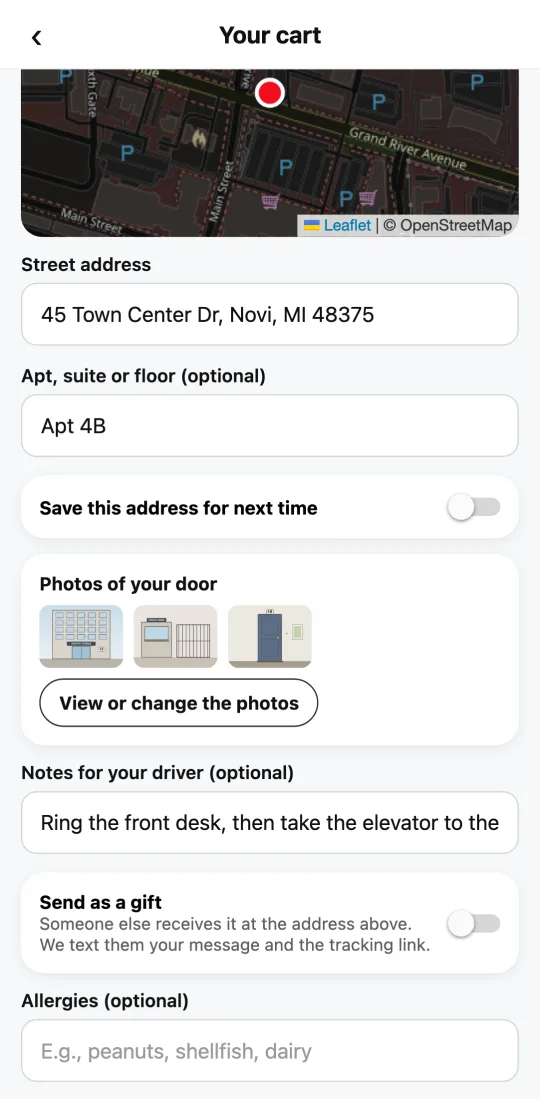 Your cart
P
xth Gate
nue
rive
P
P
P
Grand River Avenue
P
Main Street
P
Main Street
Leaflet | © OpenStreetMap
Street address
45 Town Center Dr, Novi, MI 48375
Apt, suite or floor (optional)
Apt 4B
Save this address for next time
Photos of your door
View or change the photos
Notes for your driver (optional)
Ring the front desk, then take the elevator to the
Send as a gift
Someone else receives it at the address above.
We text them your message and the tracking link.
Allergies (optional)
E.g., peanuts, shellfish, dairy